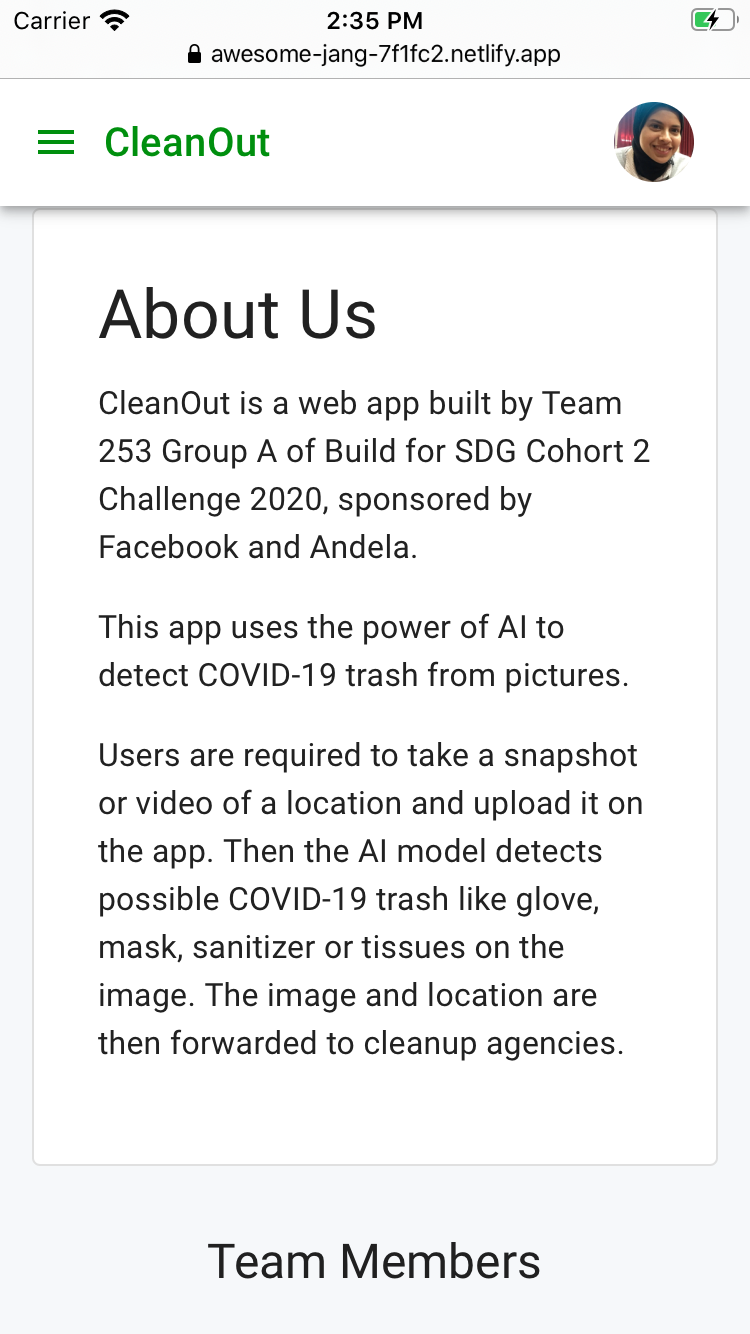 Carrier 2:35 PM
awesome-jang-7f1fc2.netlify.app
CleanOut
About Us
CleanOut is a web app built by Team
253 Group A of Build for SDG Cohort 2
Challenge 2020, sponsored by
Facebook and Andela.
This app uses the power of AI to
detect COVID-19 trash from pictures.
Users are required to take a snapshot
or video of a location and upload it on
the app. Then the AI model detects
possible COVID-19 trash like glove,
mask, sanitizer or tissues on the
image. The image and location are
then forwarded to cleanup agencies.
Team Members